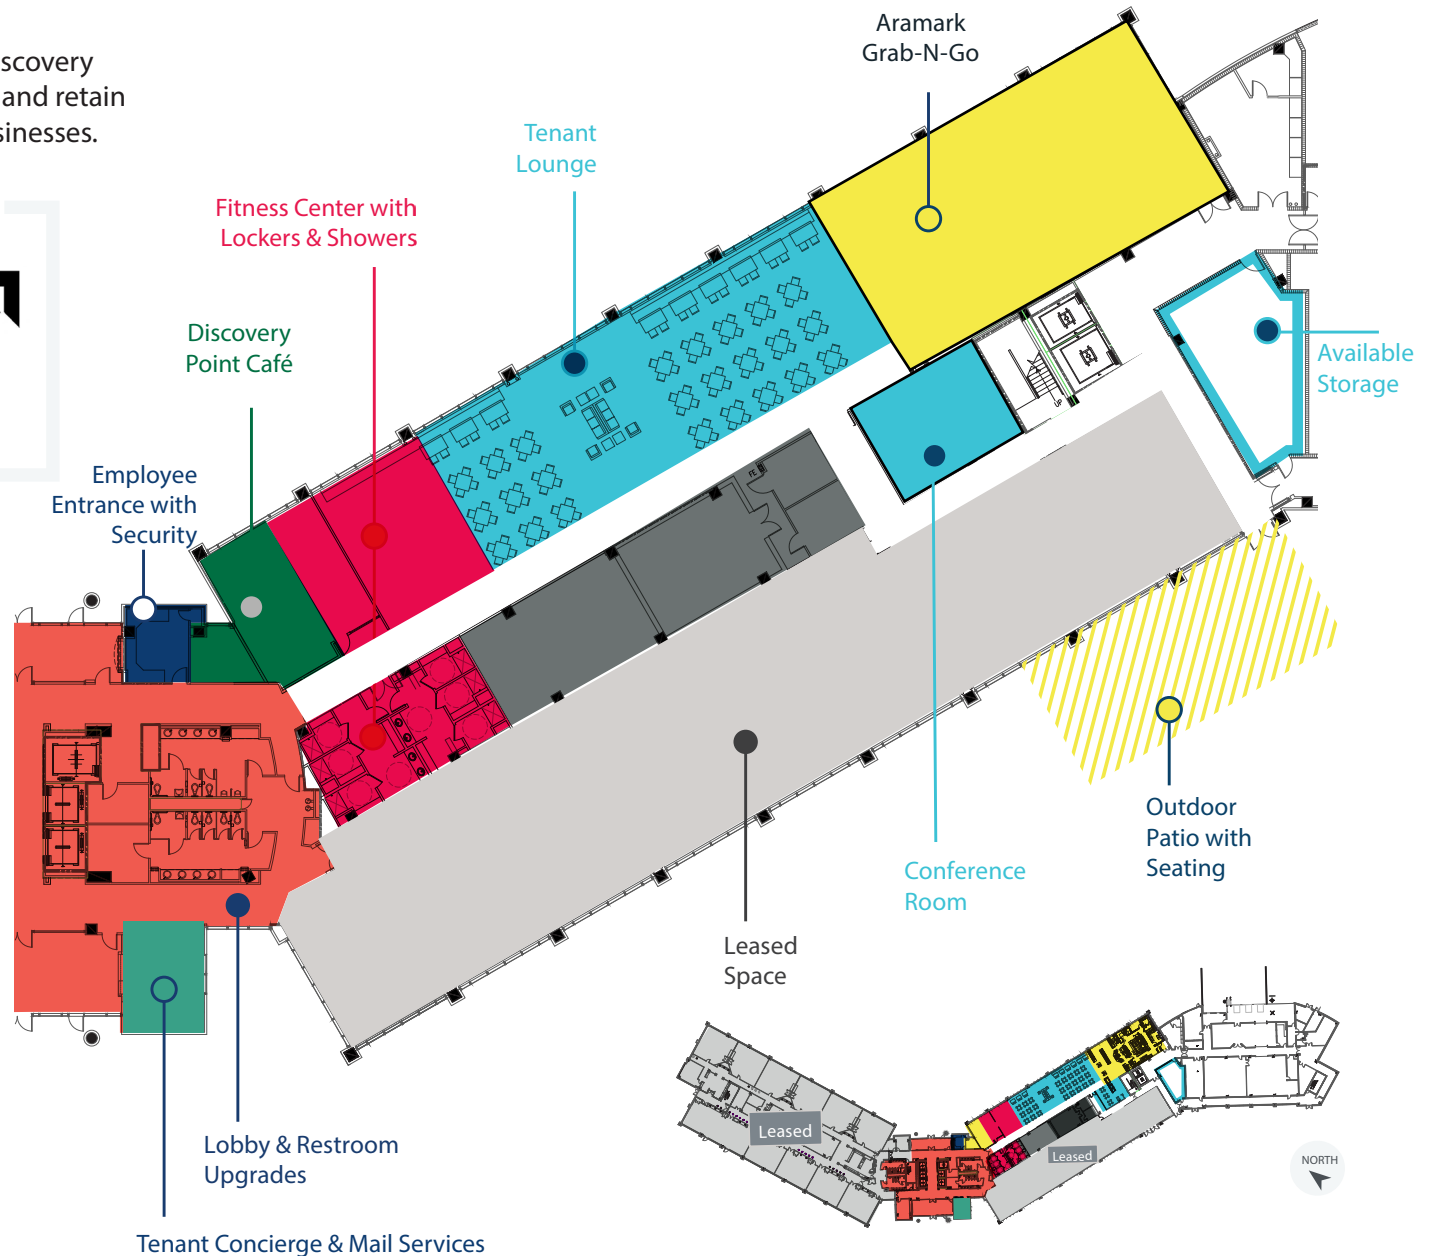 scovery
and retain
sinesses.
Aramark
Grab-N-Go
Tenant
Lounge
Fitness Center with
Lockers & Showers
Discovery
Point Café
Employee
Entrance with
Security
Available
Storage
FE
UP
Outdoor
Patio with
Seating
Conference
Room
Leased
Space
Lobby & Restroom
Upgrades
Tenant Concierge & Mail Services
Leased
Leased
NORTH